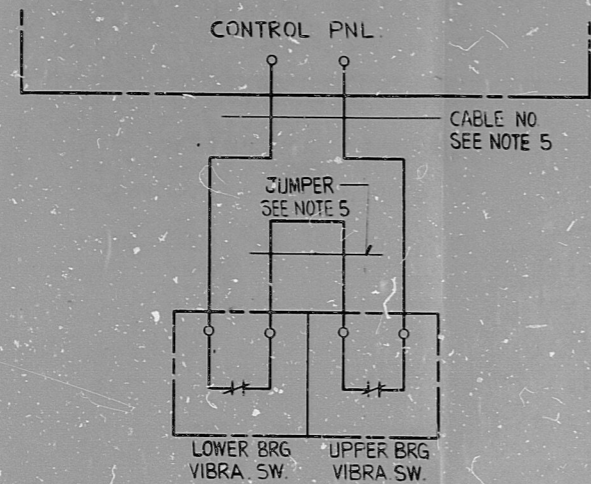 CONTROL PNL.
CABLE NO.
SEE NOTE 5
JUMPER
SEE NOTE 5
LOWER BRG
VIBRA. SW.
UPPER BRG
VIBRA. SW.